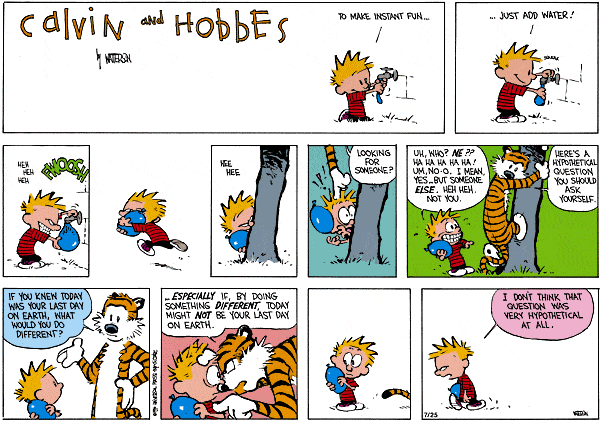 calvin and HObbES
by WATTERSON
TO MAKE INSTANT FUN...
... JUST ADD WATER!
SQUEAK
HEH
HEH
HEH
FWOOSH
HEE
HEE
LOOKING
FOR
SOMEONE?
UH, WHO? ME??
HA HA HA HA HA!
UM, NO-O. I MEAN,
YES.. BUT SOMEONE
ELSE. HEH HEH.
NOT YOU.
HERE'S A
HYPOTHETICAL
QUESTION
YOU SHOULD
ASK
YOURSELF.
IF YOU KNEW TODAY
WAS YOUR LAST DAY
ON EARTH, WHAT
WOULD YOU DO
DIFFERENT?
..ESPECIALLY IF, BY DOING
SOMETHING DIFFERENT, TODAY
MIGHT NOT BE YOUR LAST DAY
ON EARTH.
I DON'T THINK THAT
QUESTION WAS
VERY HYPOTHETICAL
AT ALL.
7/25
WATTERSON